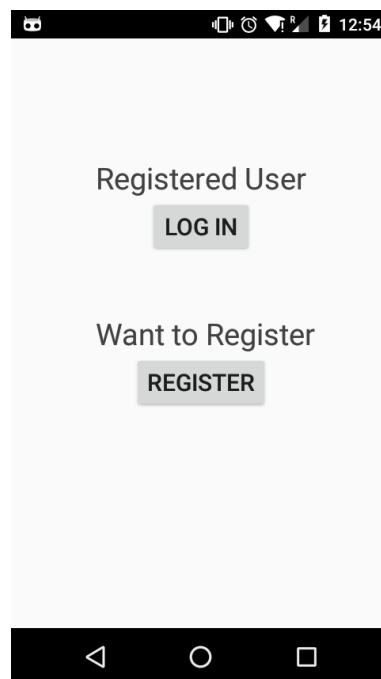 R 12:54
Registered User
LOG IN
Want to Register
REGISTER